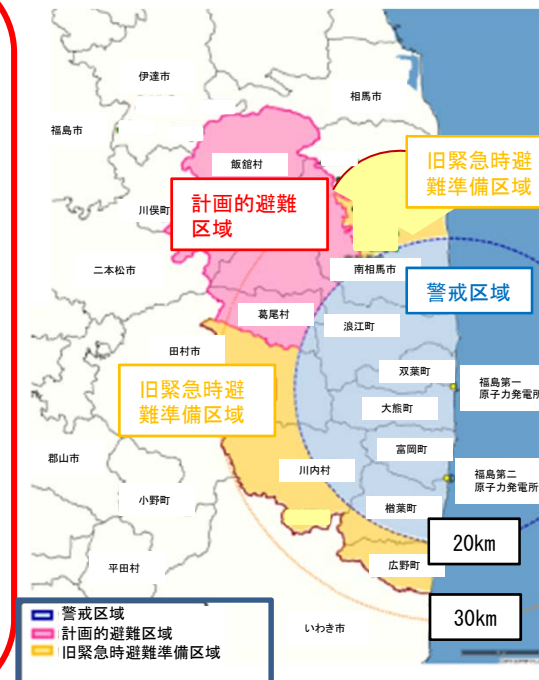 伊達市
相馬市
福島市
飯舘村
旧緊急時避
難準備区域
計画的避難
区域
川俣町
二本松市
南相馬市
警戒区域
葛尾村
浪江町
田村市
双葉町
福島第一
原子力発電所
旧緊急時避
難準備区域
大熊町
富岡町
郡山市
川内村
福島第二
原子力発電所
小野町
楢葉町
20km
平田村
広野町
30km
いわき市
警戒区域
計画的避難区域
旧緊急時避難準備区域